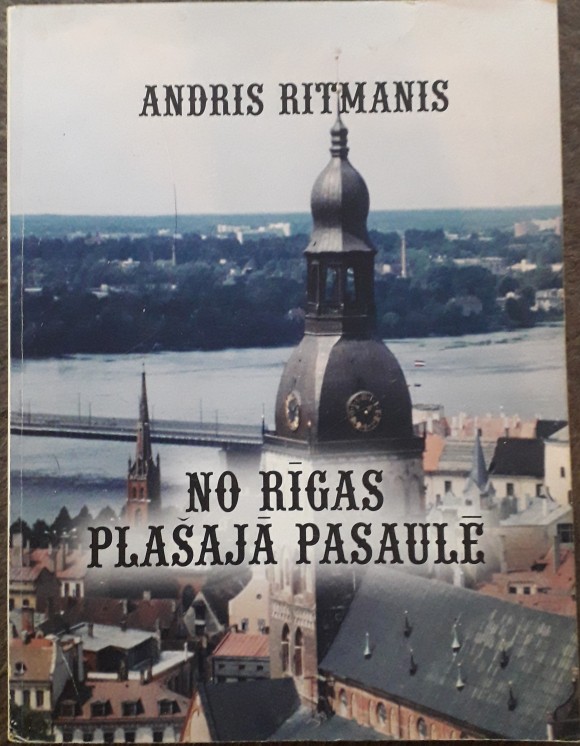 ANDRIS RITMANIS
NO RĪGAS
PLAŠAJĀ PASAULĒ